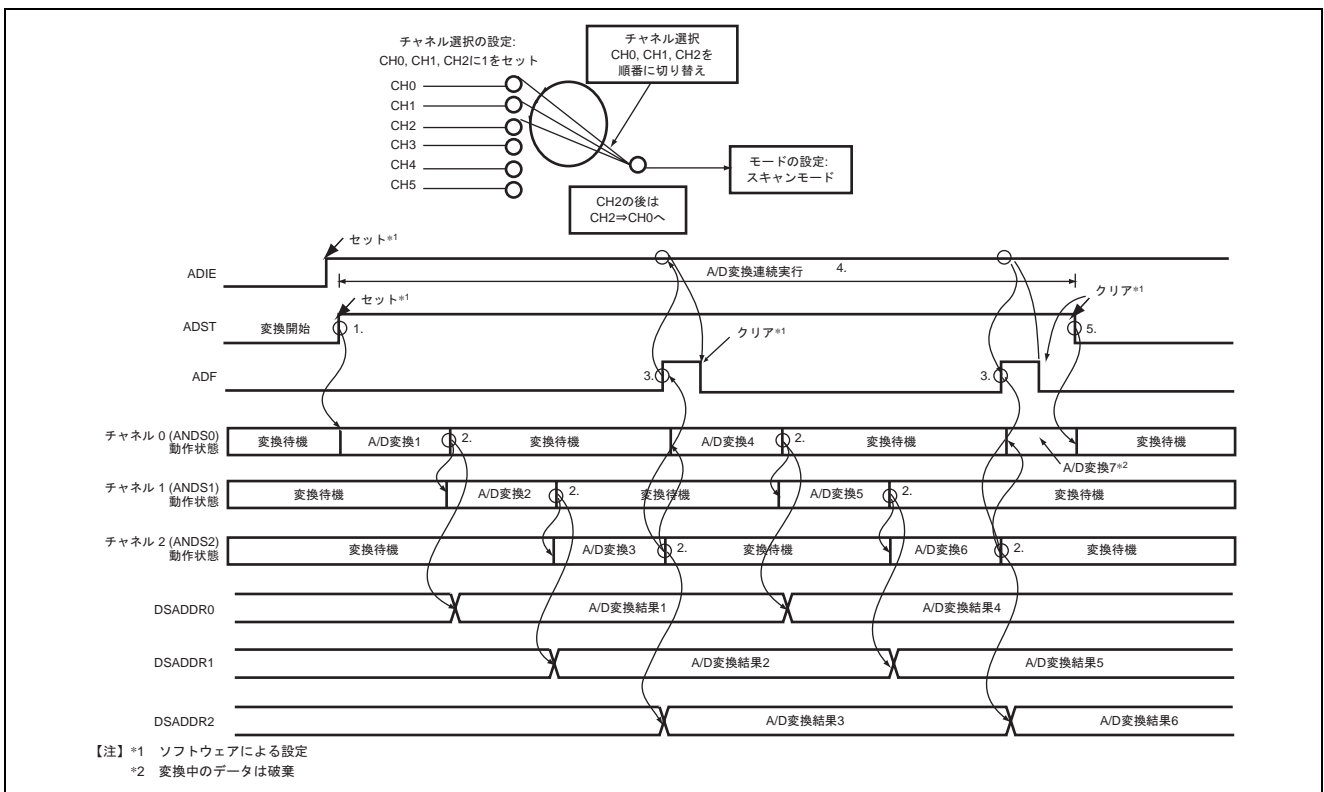 チャネル選択の設定:
CH0, CH1, CH2に1をセット
チャネル選択
CH0, CH1, CH2を
順番に切り替え
CH0
CH1
CH2
CH3
CH4
CH5
モードの設定:
スキャンモード
CH2の後は
CH2⇒CH0へ
セット*1
ADIE
A/D変換連続実行 4.
セット*1
クリア*1
ADST
変換開始
1.
5.
クリア*1
ADF
3.
3.
チャネル 0 (ANDS0)
動作状態
変換待機
A/D変換1
2.
変換待機
A/D変換4
2.
変換待機
変換待機
A/D変換7*2
チャネル 1 (ANDS1)
動作状態
変換待機
A/D変換2
2.
変換待機
A/D変換5
2.
変換待機
チャネル 2 (ANDS2)
動作状態
変換待機
A/D変換3
2.
変換待機
A/D変換6
2.
変換待機
DSADDR0
A/D変換結果1
A/D変換結果4
DSADDR1
A/D変換結果2
A/D変換結果5
DSADDR2
A/D変換結果3
A/D変換結果6
【注】*1 ソフトウェアによる設定
*2 変換中のデータは破棄